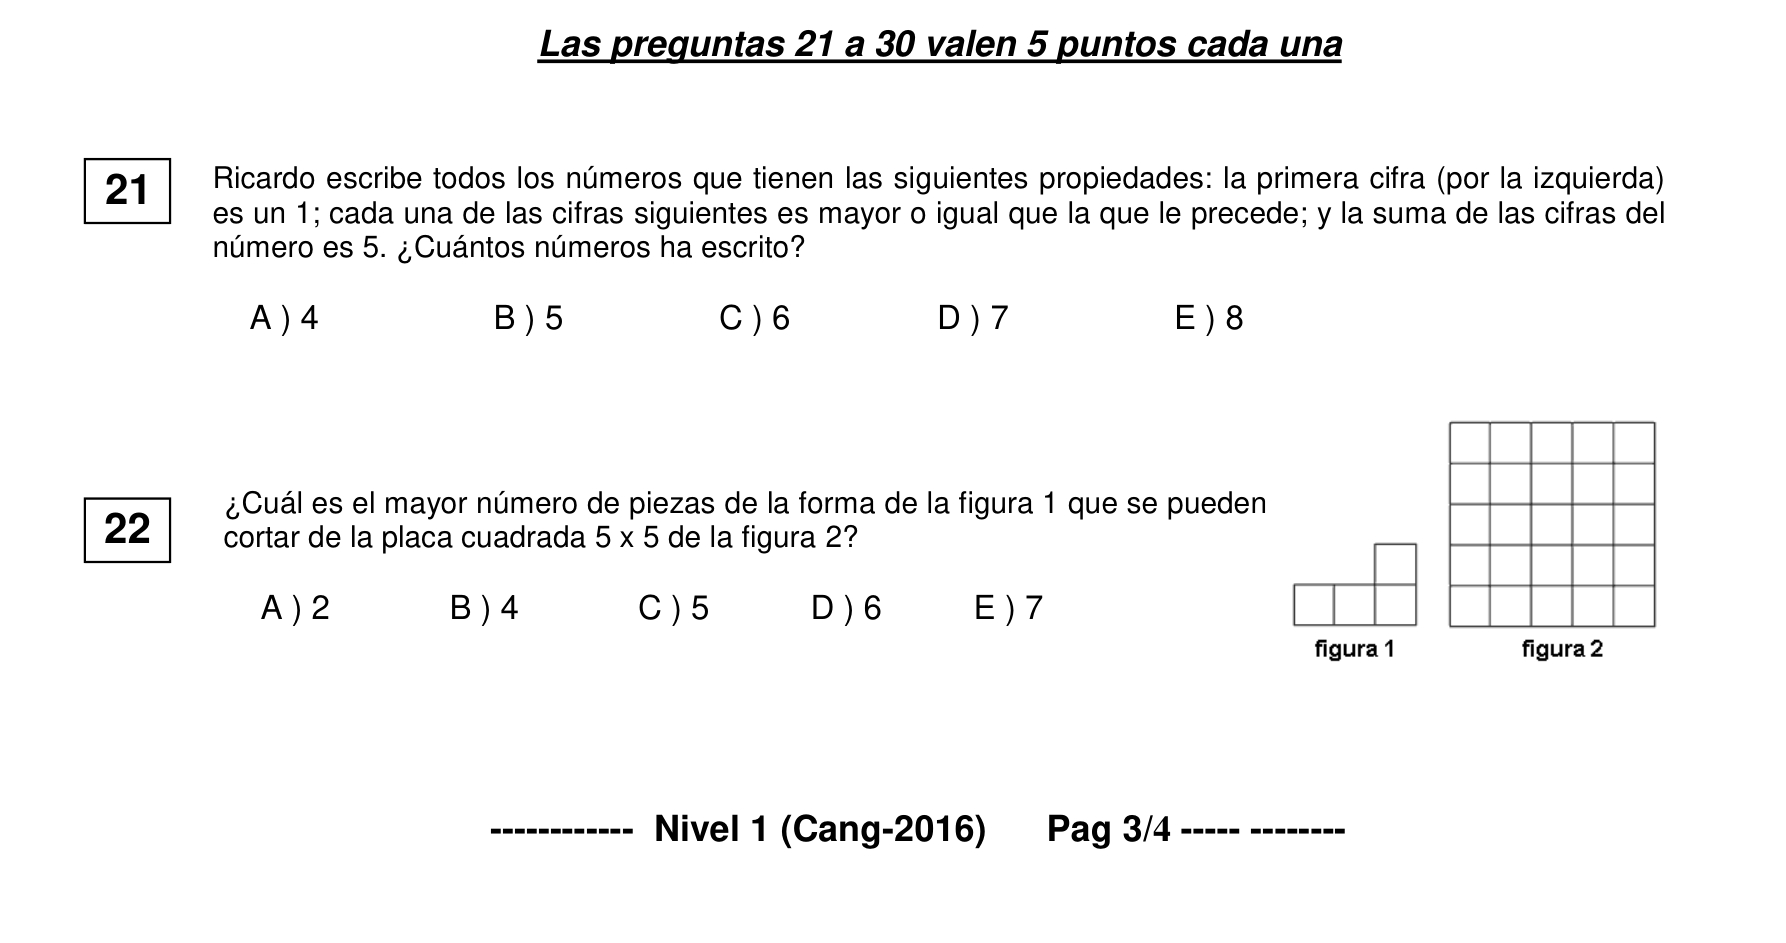 Las preguntas 21 a 30 valen 5 puntos cada una
21
Ricardo escribe todos los números que tienen las siguientes propiedades: la primera cifra (por la izquierda)
es un 1; cada una de las cifras siguientes es mayor o igual que la que le precede; y la suma de las cifras del
número es 5. ¿Cuántos números ha escrito?
A ) 4 B ) 5 C ) 6 D ) 7 E ) 8
22
¿Cuál es el mayor número de piezas de la forma de la figura 1 que se pueden
cortar de la placa cuadrada 5 x 5 de la figura 2?
A ) 2 B ) 4 C ) 5 D ) 6 E ) 7
figura 1 figura 2
------------ Nivel 1 (Cang-2016) Pag 3/4 ----- --------